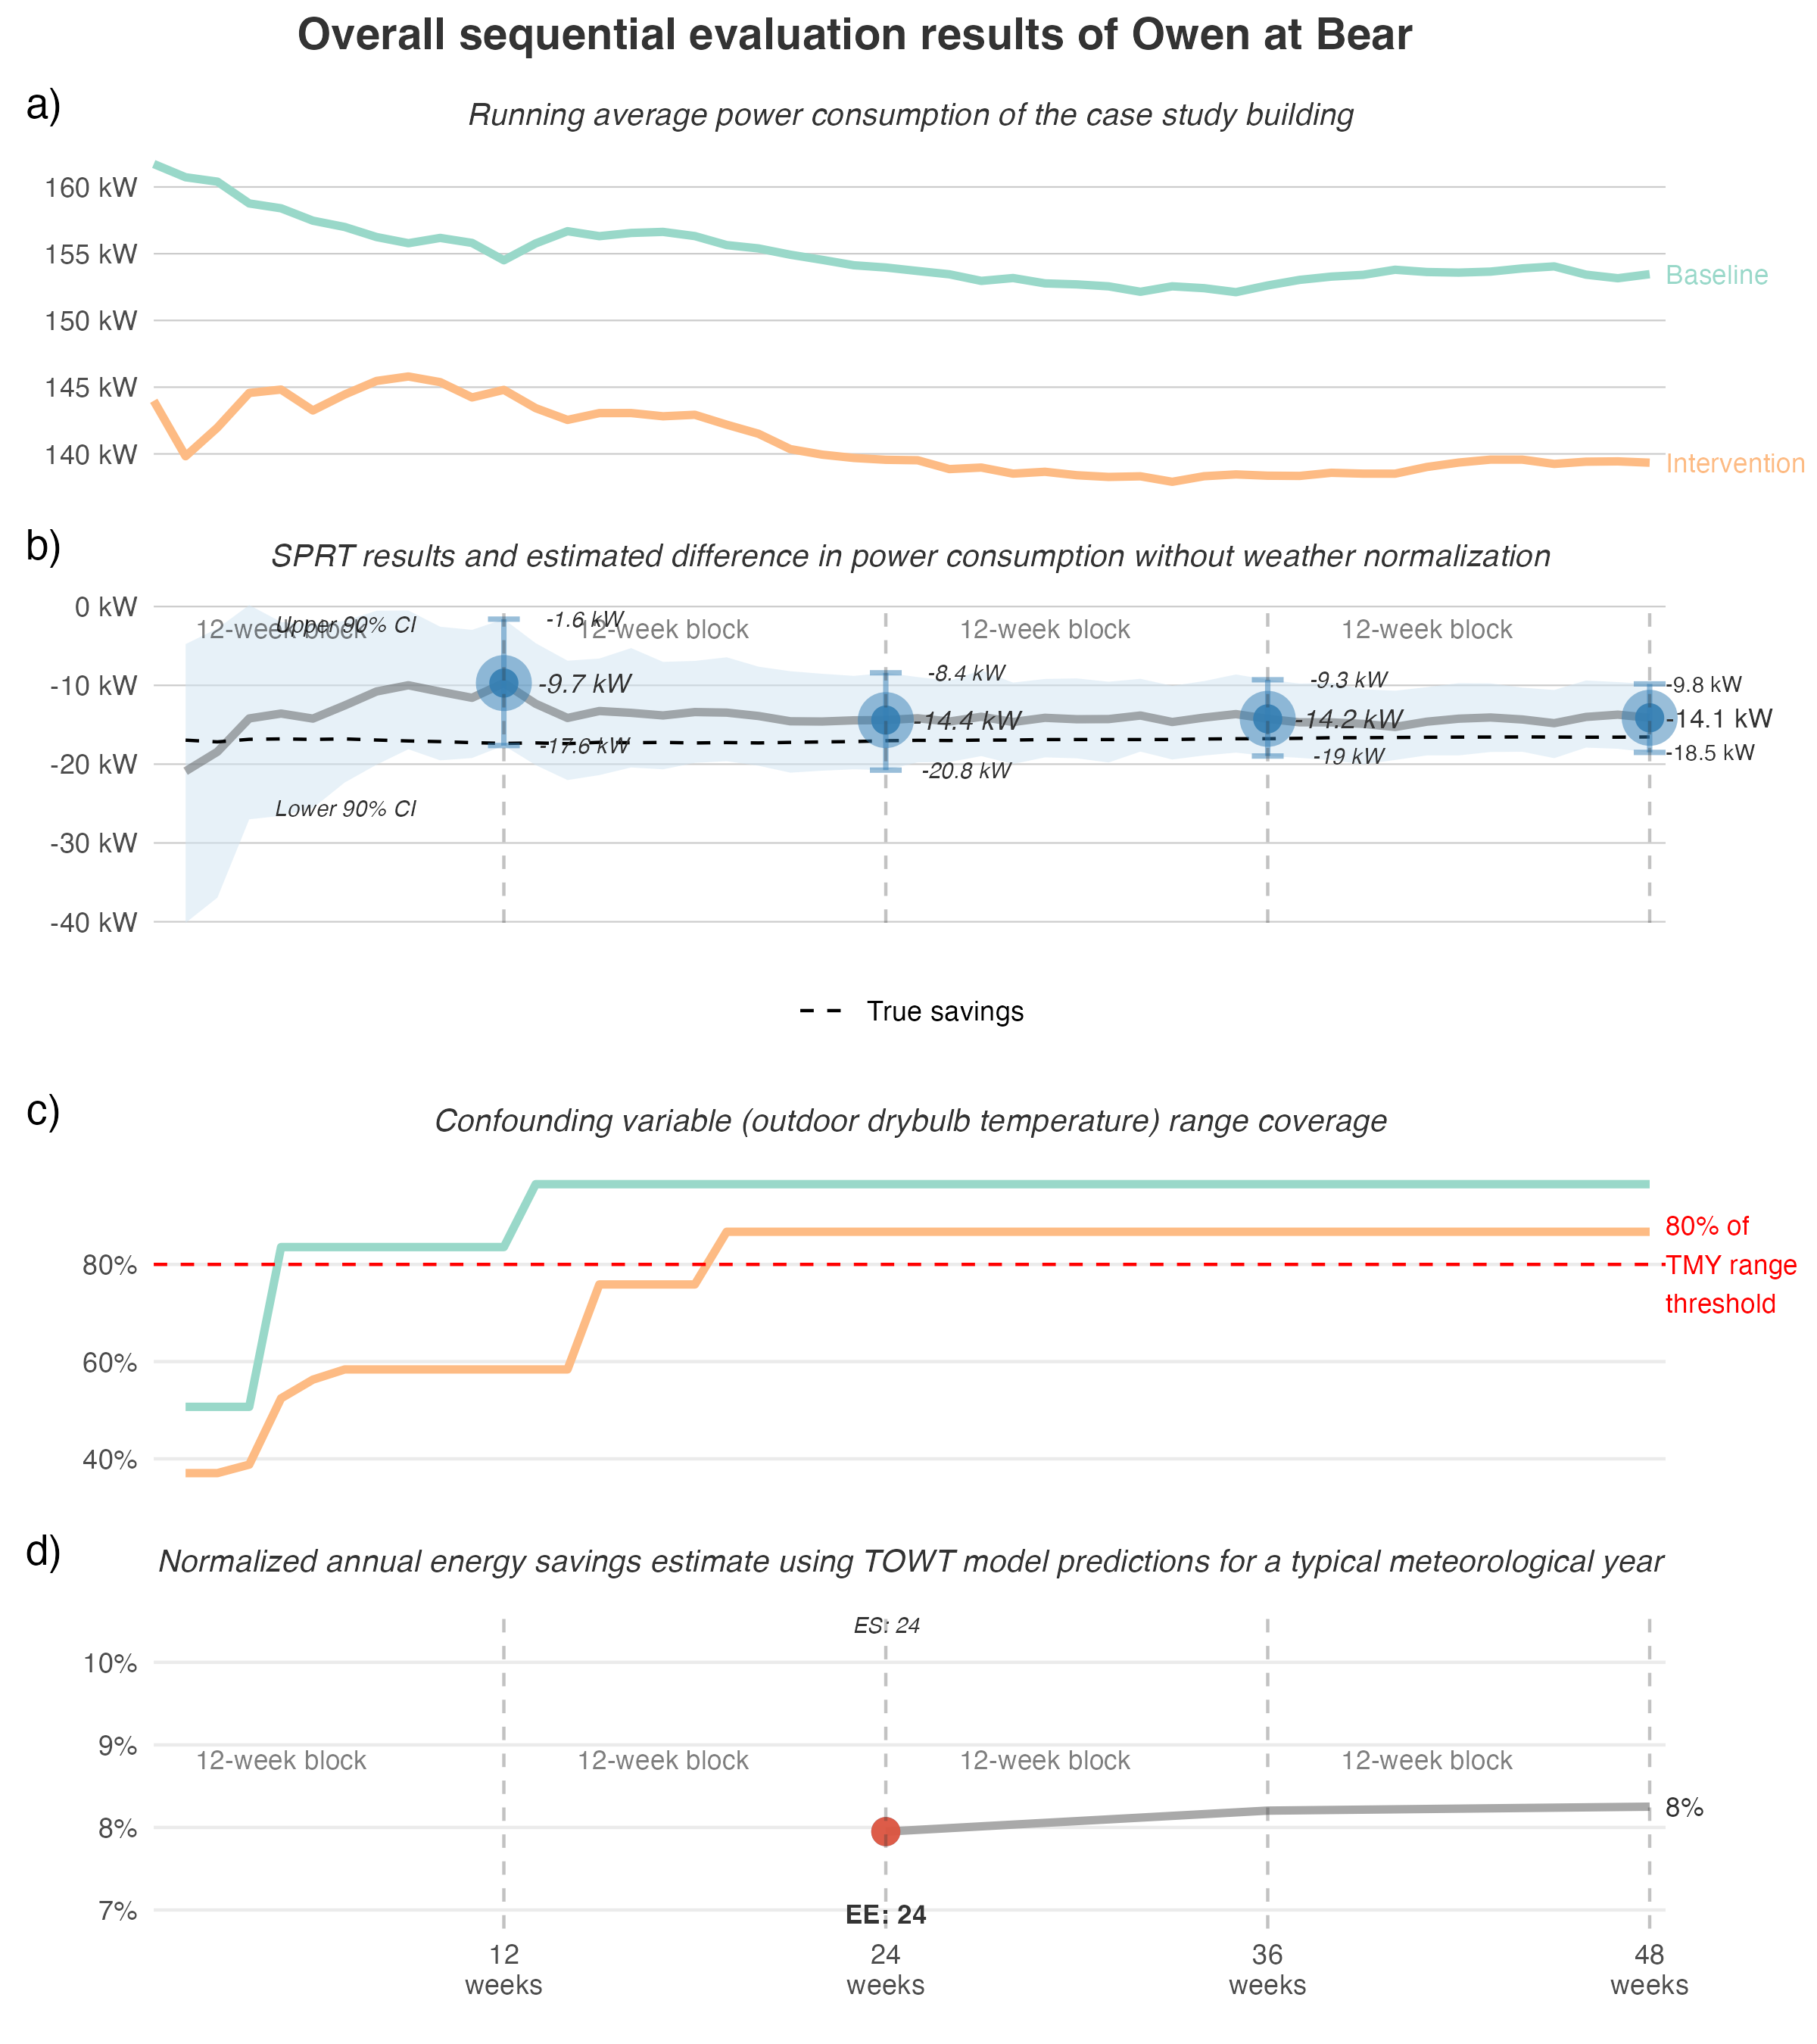 Overall sequential evaluation results of Owen at Bear
a)
Running average power consumption of the case study building
160 kW
155 kW
150 kW
145 kW
140 kW
Baseline
Intervention
b)
SPRT results and estimated difference in power consumption without weather normalization
0 kW
-10 kW
-20 kW
-30 kW
-40 kW
12-week block
12-week block
12-week block
12-week block
Upper 90% CI
Lower 90% CI
-1.6 kW
-9.7 kW
-17.6 kW
-8.4 kW
-14.4 kW
-20.8 kW
-9.3 kW
-14.2 kW
-19 kW
-9.8 kW
-14.1 kW
-18.5 kW
True savings
c)
Confounding variable (outdoor drybulb temperature) range coverage
80%
60%
40%
80% of
TMY range
threshold
d)
Normalized annual energy savings estimate using TOWT model predictions for a typical meteorological year
ES: 24
10%
9%
8%
7%
12-week block
12-week block
12-week block
12-week block
8%
EE: 24
12
weeks
24
weeks
36
weeks
48
weeks